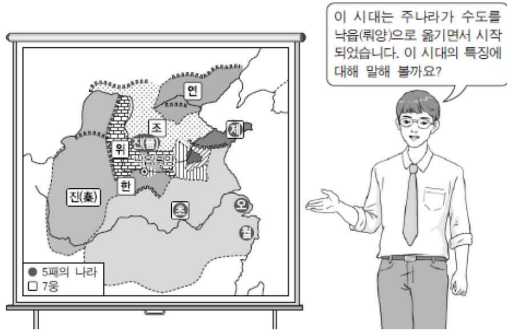 이 시대는 주나라가 수도를
낙읍(뤄양)으로 옮기면서 시작
되었습니다. 이 시대의 특징에
대해 말해 볼까요?
연
조
제
위
진(晉)
한
진(秦)
초
오
월
● 5패의 나라
□ 7웅